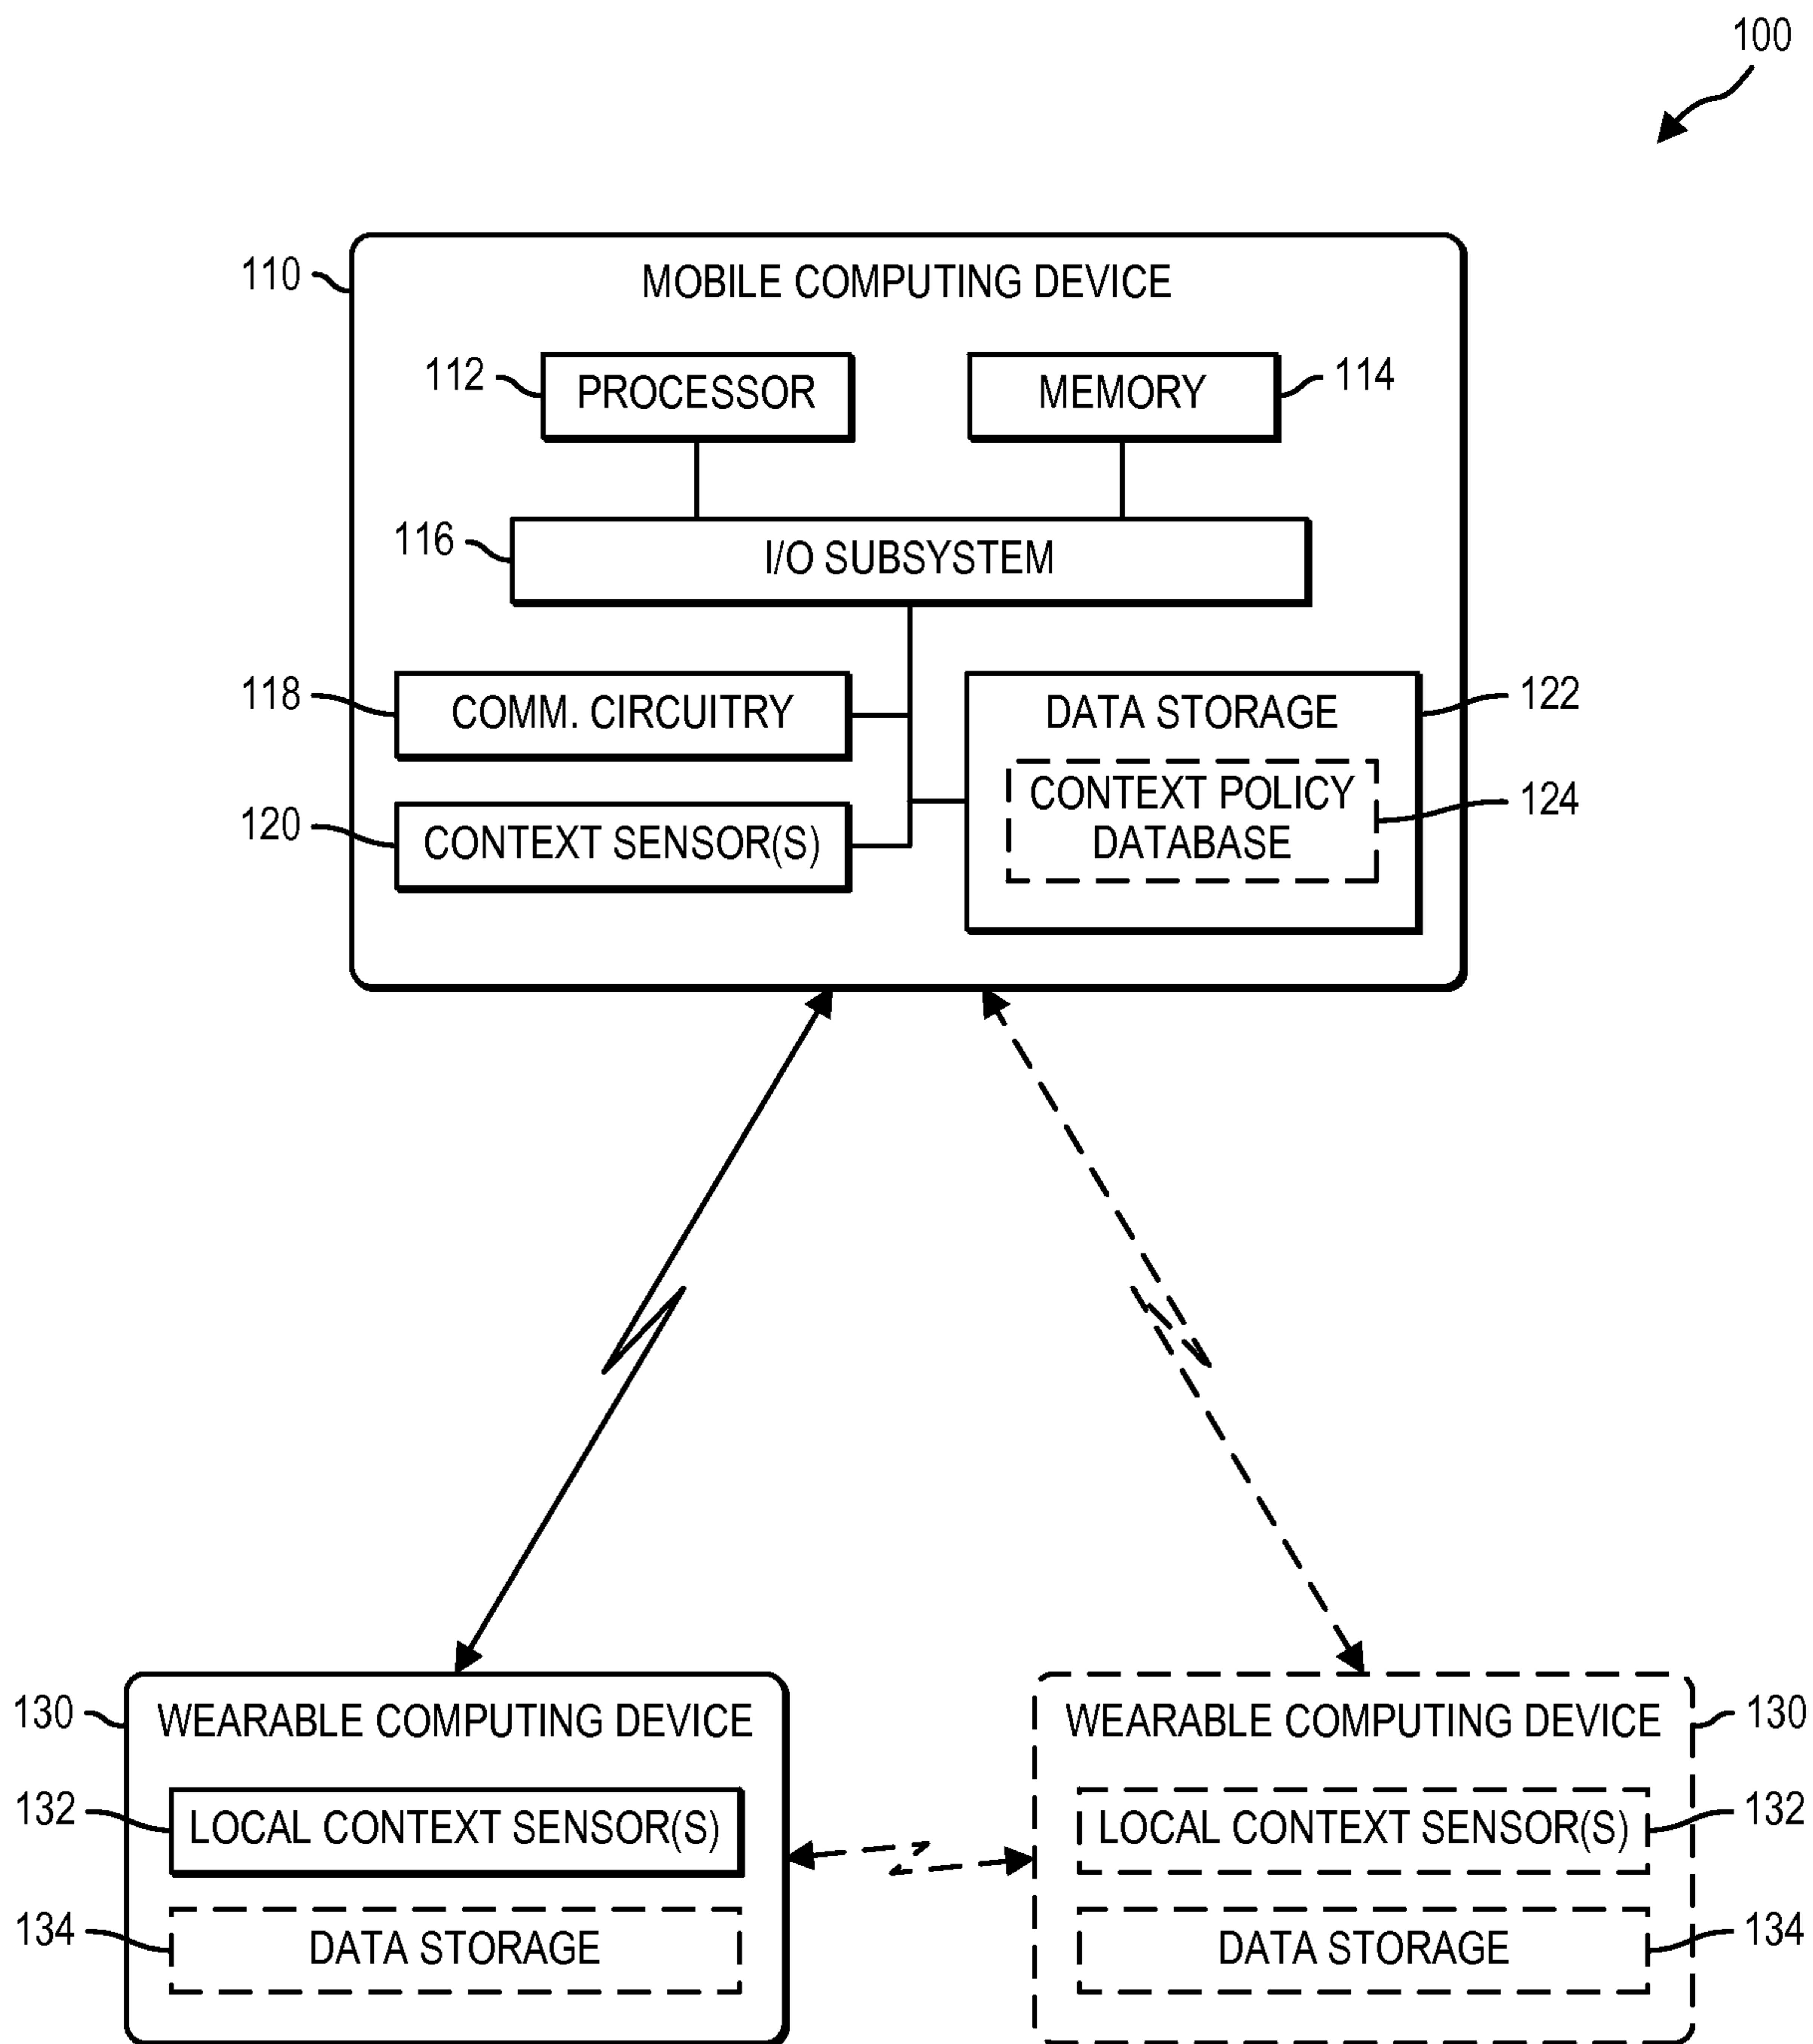 100
110
MOBILE COMPUTING DEVICE
112
PROCESSOR
MEMORY
114
116
I/O SUBSYSTEM
118
COMM. CIRCUITRY
DATA STORAGE
122
CONTEXT POLICY
DATABASE
124
120
CONTEXT SENSOR(S)
130
WEARABLE COMPUTING DEVICE
132
LOCAL CONTEXT SENSOR(S)
134
DATA STORAGE
WEARABLE COMPUTING DEVICE
130
LOCAL CONTEXT SENSOR(S)
132
DATA STORAGE
134